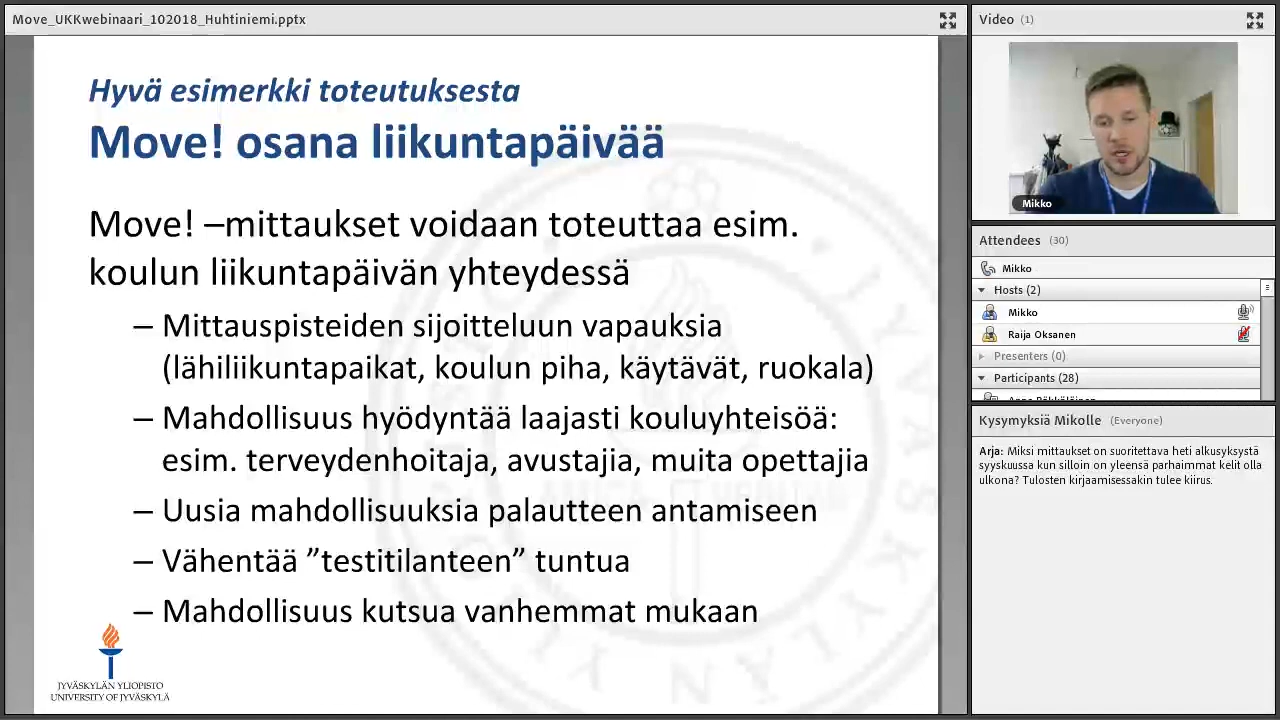 Move_UKKwebinaari_102018_Huhtiniemi.pptx
Hyvä esimerkki toteutuksesta
Move! osana liikuntapäivää
Move! –mittaukset voidaan toteuttaa esim.
koulun liikuntapäivän yhteydessä
– Mittauspisteiden sijoitteluun vapauksia
(lähiliikuntapaikat, koulun piha, käytävät, ruokala)
– Mahdollisuus hyödyntää laajasti kouluyhteisöä:
esim. terveydenhoitaja, avustajia, muita opettajia
– Uusia mahdollisuuksia palautteen antamiseen
– Vähentää ”testitilanteen” tuntua
– Mahdollisuus kutsua vanhemmat mukaan
JYVÄSKYLÄN YLIOPISTO
UNIVERSITY OF JYVÄSKYLÄ
Video (1)
Mikko
Attendees (30)
Mikko
Hosts (2)
Mikko
Raija Oksanen
Presenters (0)
Participants (28)
Kysymyksiä Mikolle (Everyone)
Arja: Miksi mittaukset on suoritettava heti alkusyksystä
syyskuussa kun silloin on yleensä parhaimmat kelit olla
ulkona? Tulosten kirjaamisessakin tulee kiirus.